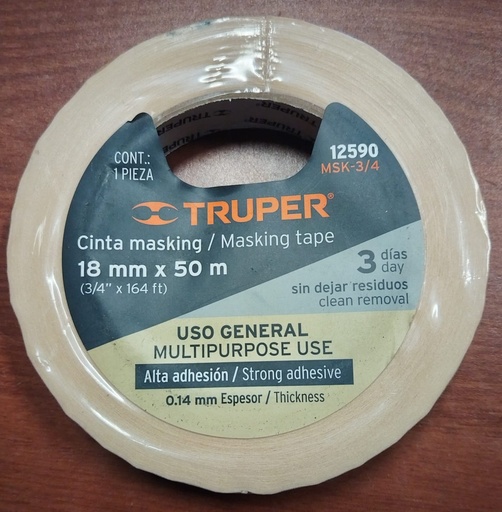 TRUPER
CONT.:
1 PIEZA
12590
MSK-3/4
TRUPER®
Cinta masking / Masking tape
18 mm x 50 m
(3/4" x 164 ft)
3 días
day
sin dejar residuos
clean removal
USO GENERAL
MULTIPURPOSE USE
Alta adhesión / Strong adhesive
0.14 mm Espesor / Thickness